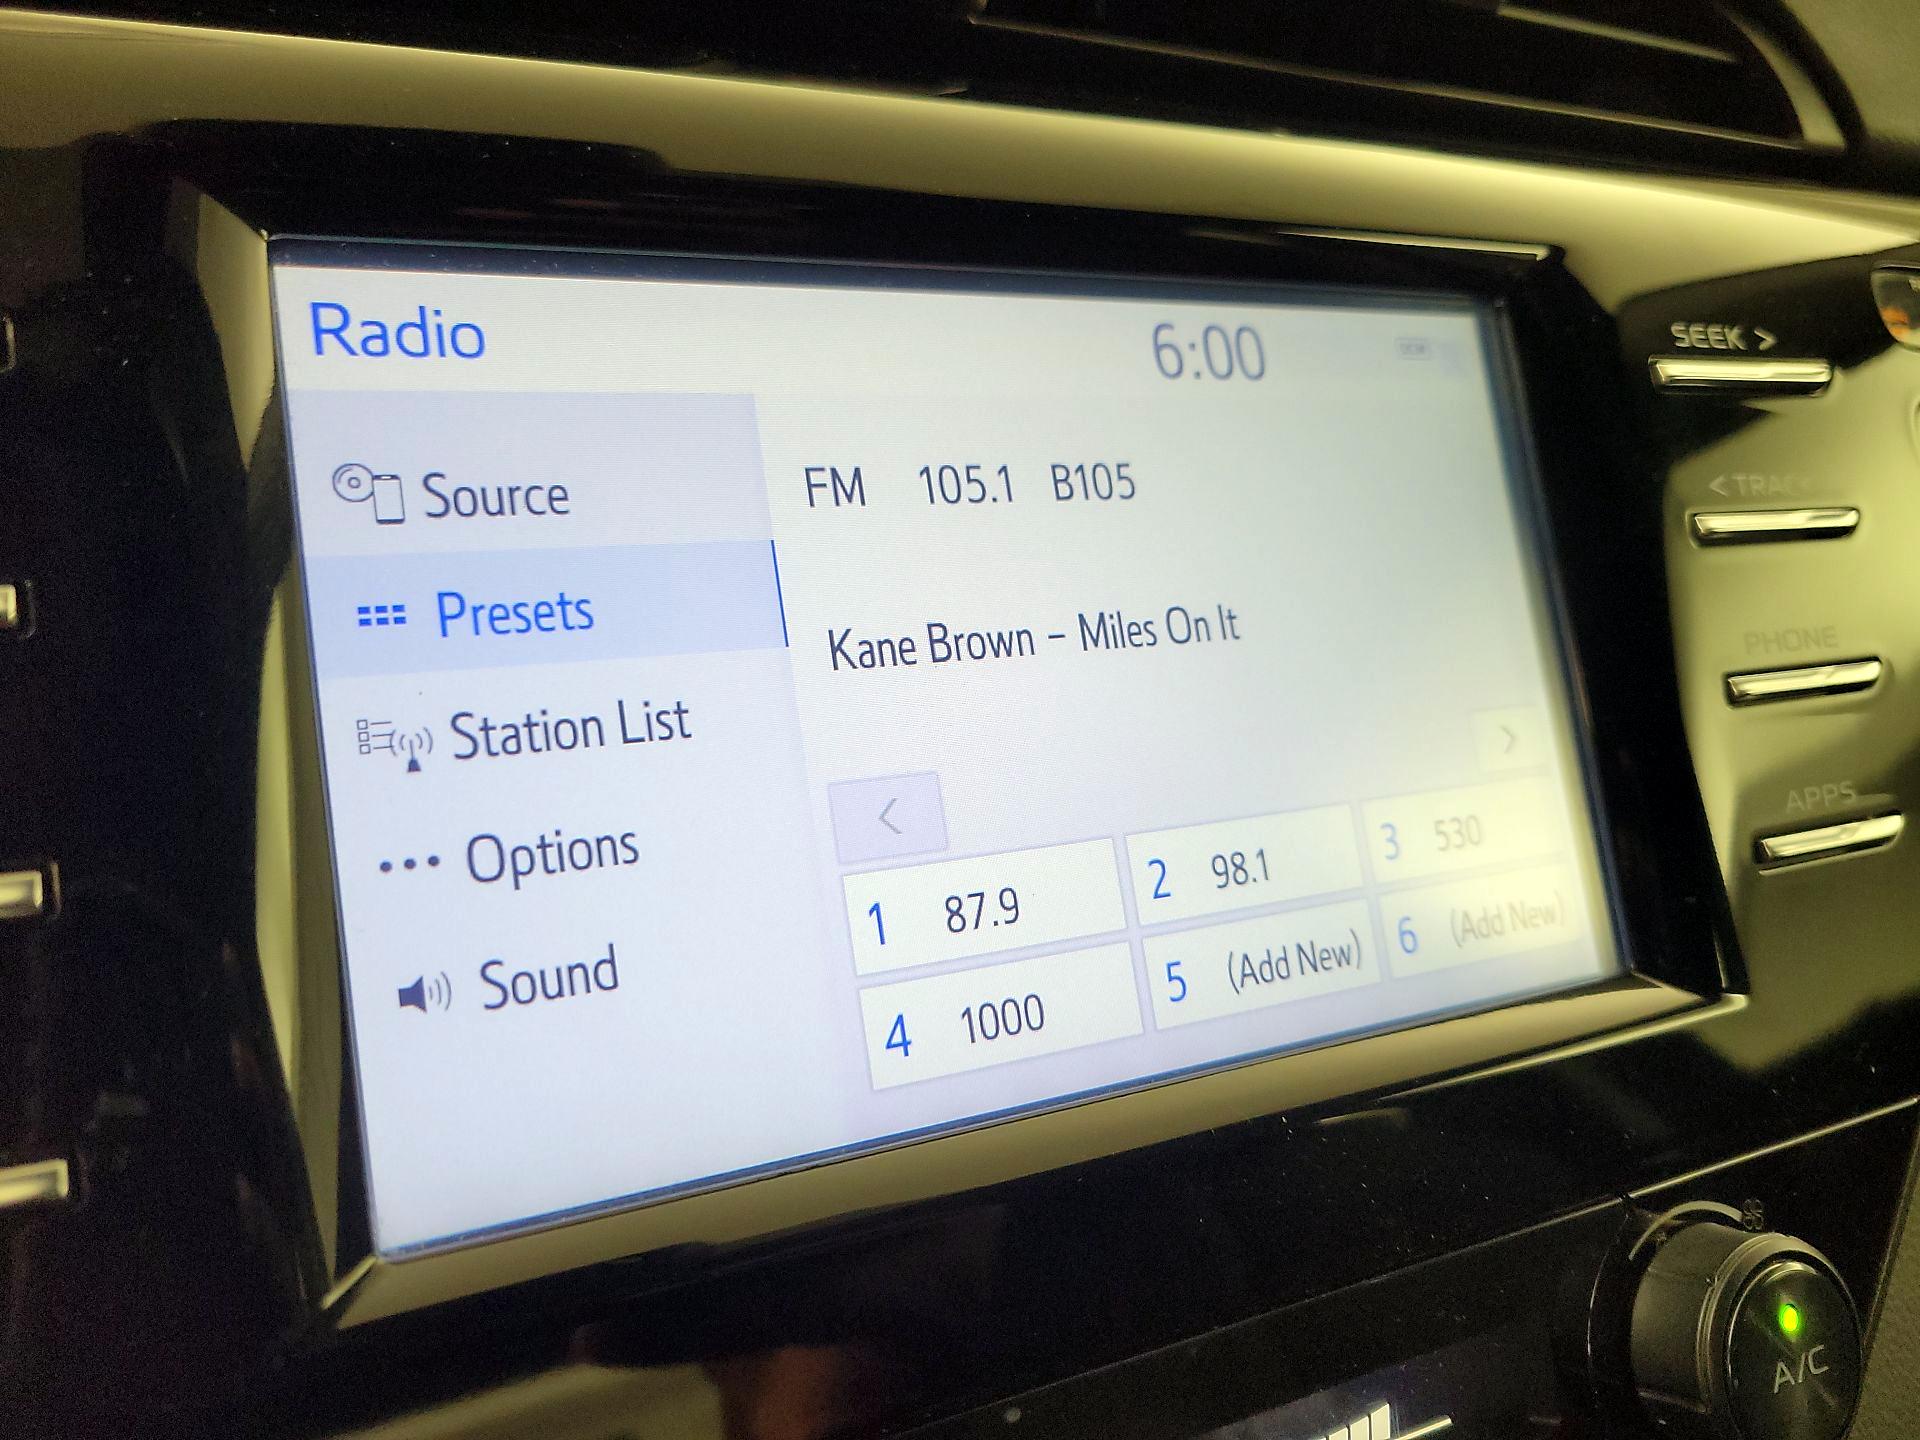 Radio
6:00
SEEK >
Source
FM 105.1 B105
Presets
Kane Brown – Miles On It
PHONE
Station List
>
<
APPS
Options
1 87.9
2 98.1
3 530
Sound
4 1000
5 (Add New)
6 (Add New)
A/C